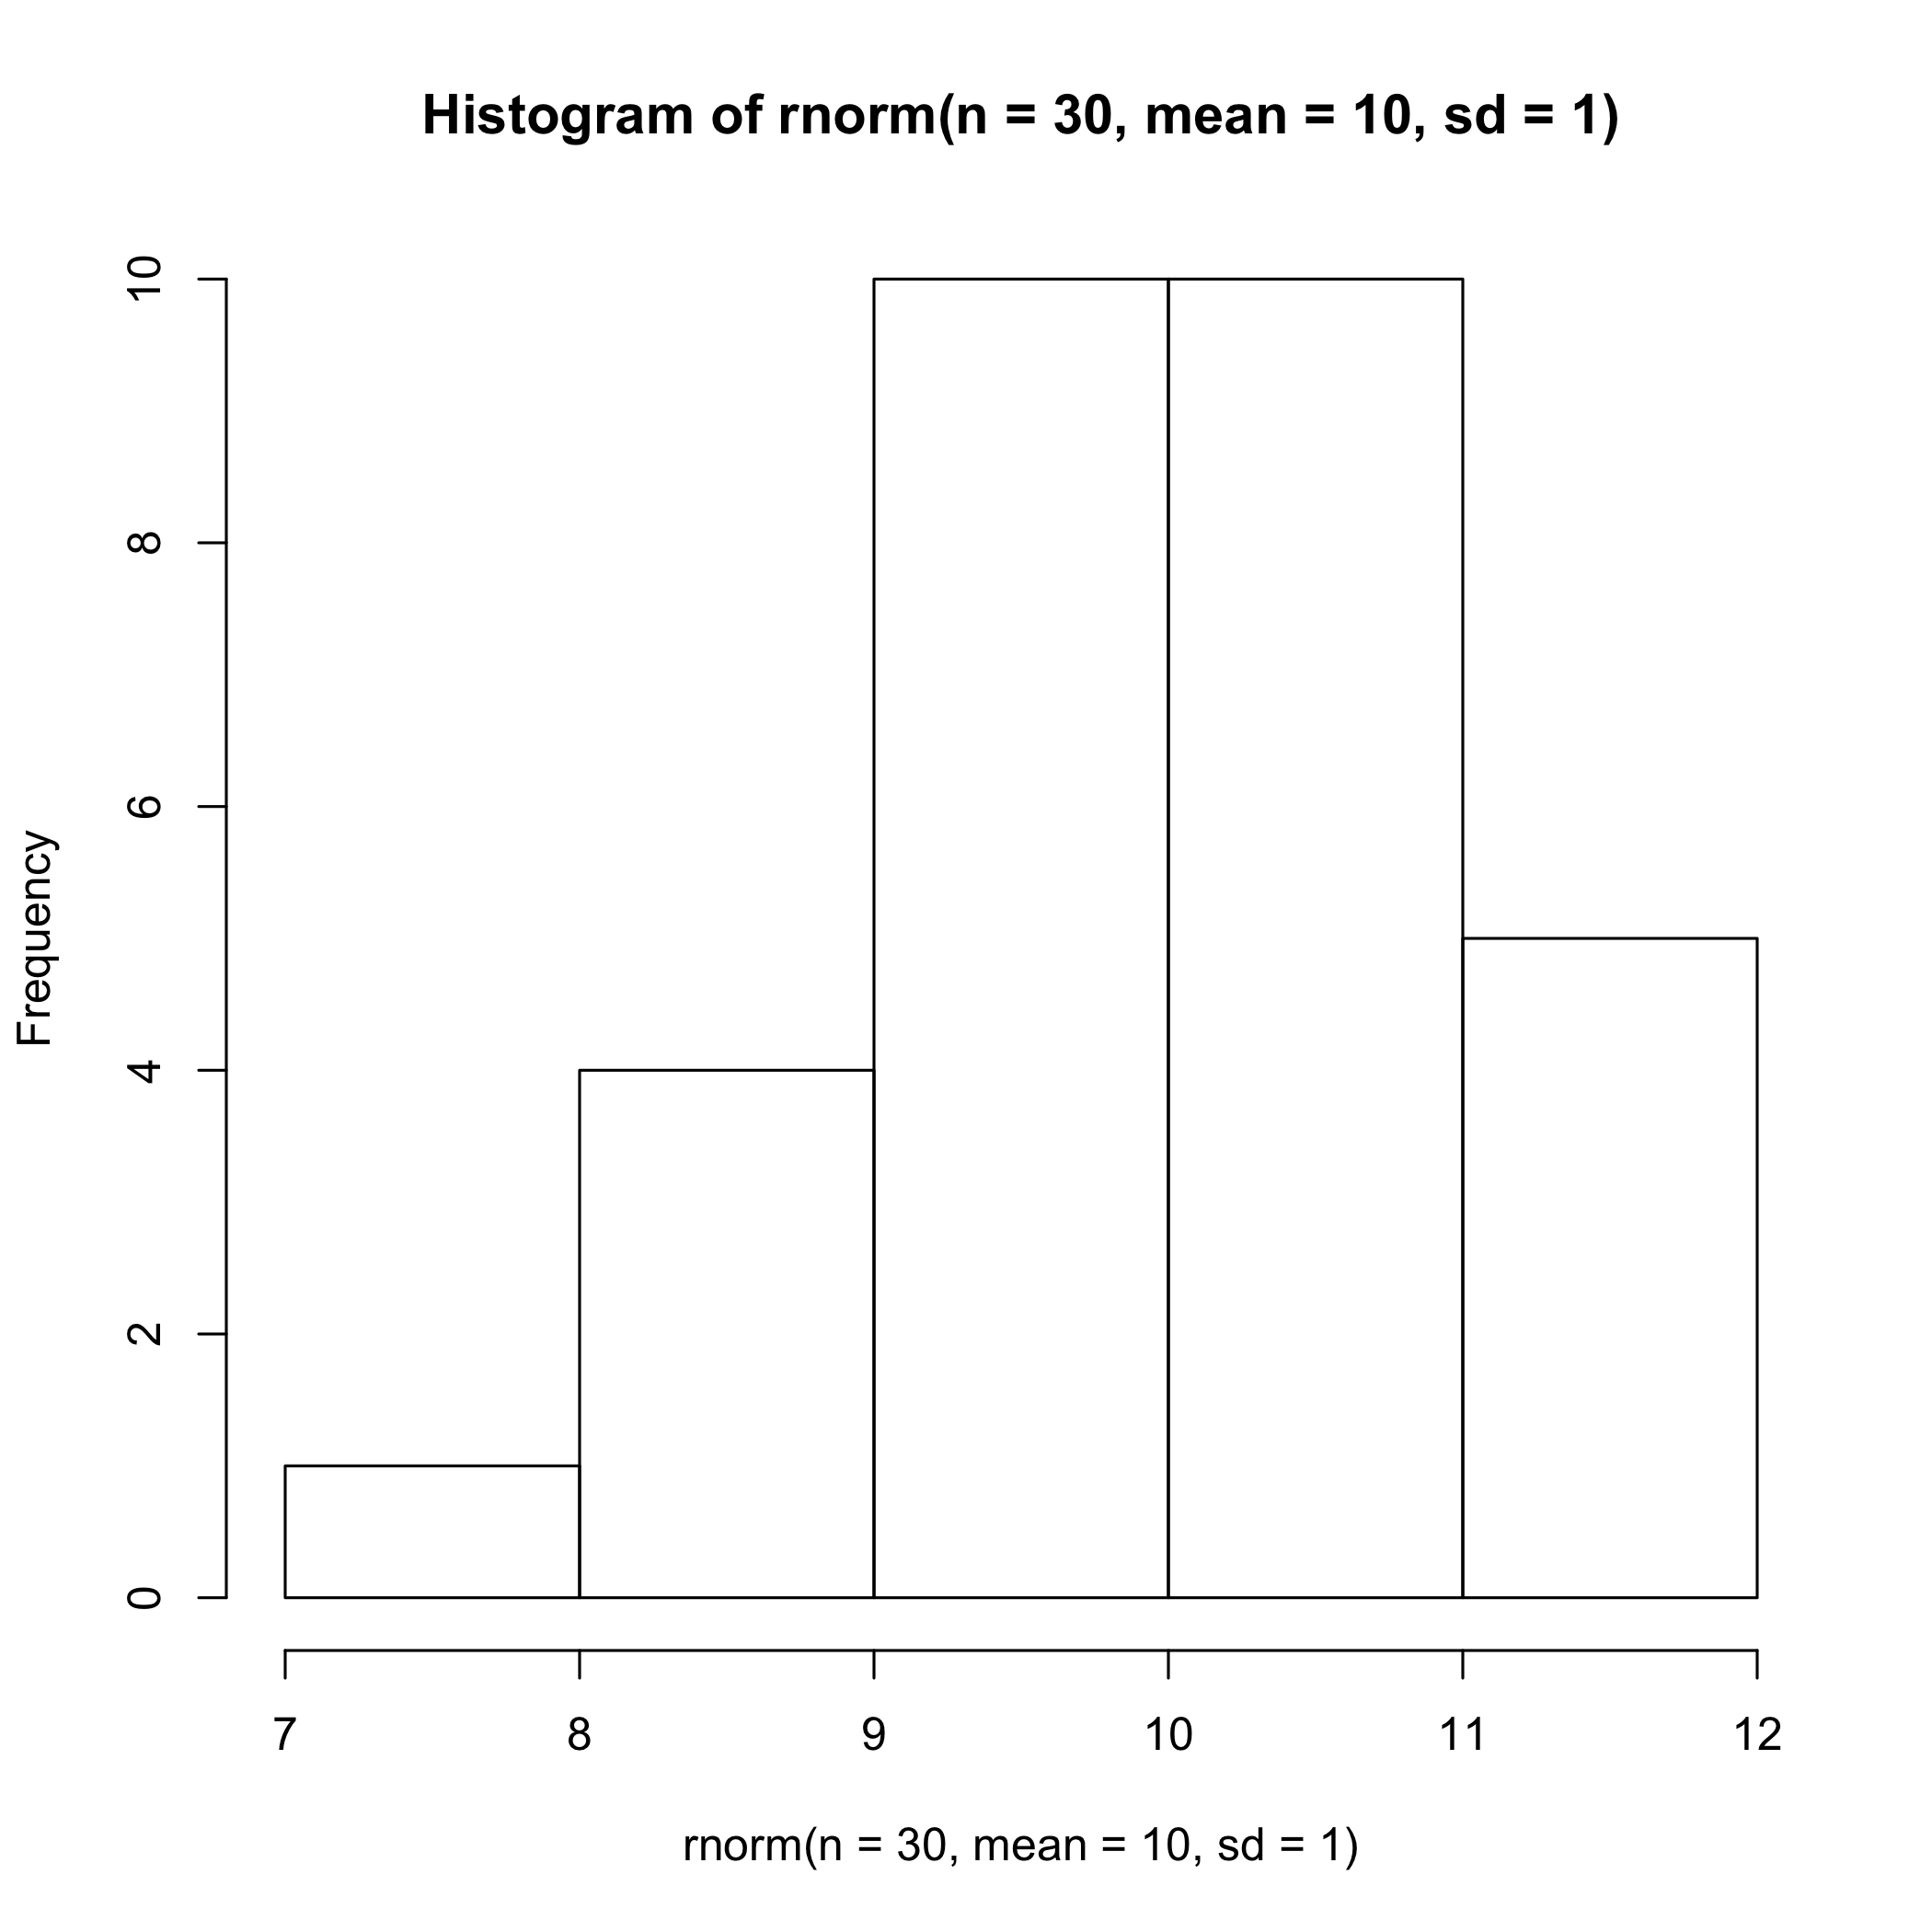 Histogram of rnorm(n = 30, mean = 10, sd = 1)
Frequency
10
8
6
4
2
0
7 8 9 10 11 12
rnorm(n = 30, mean = 10, sd = 1)